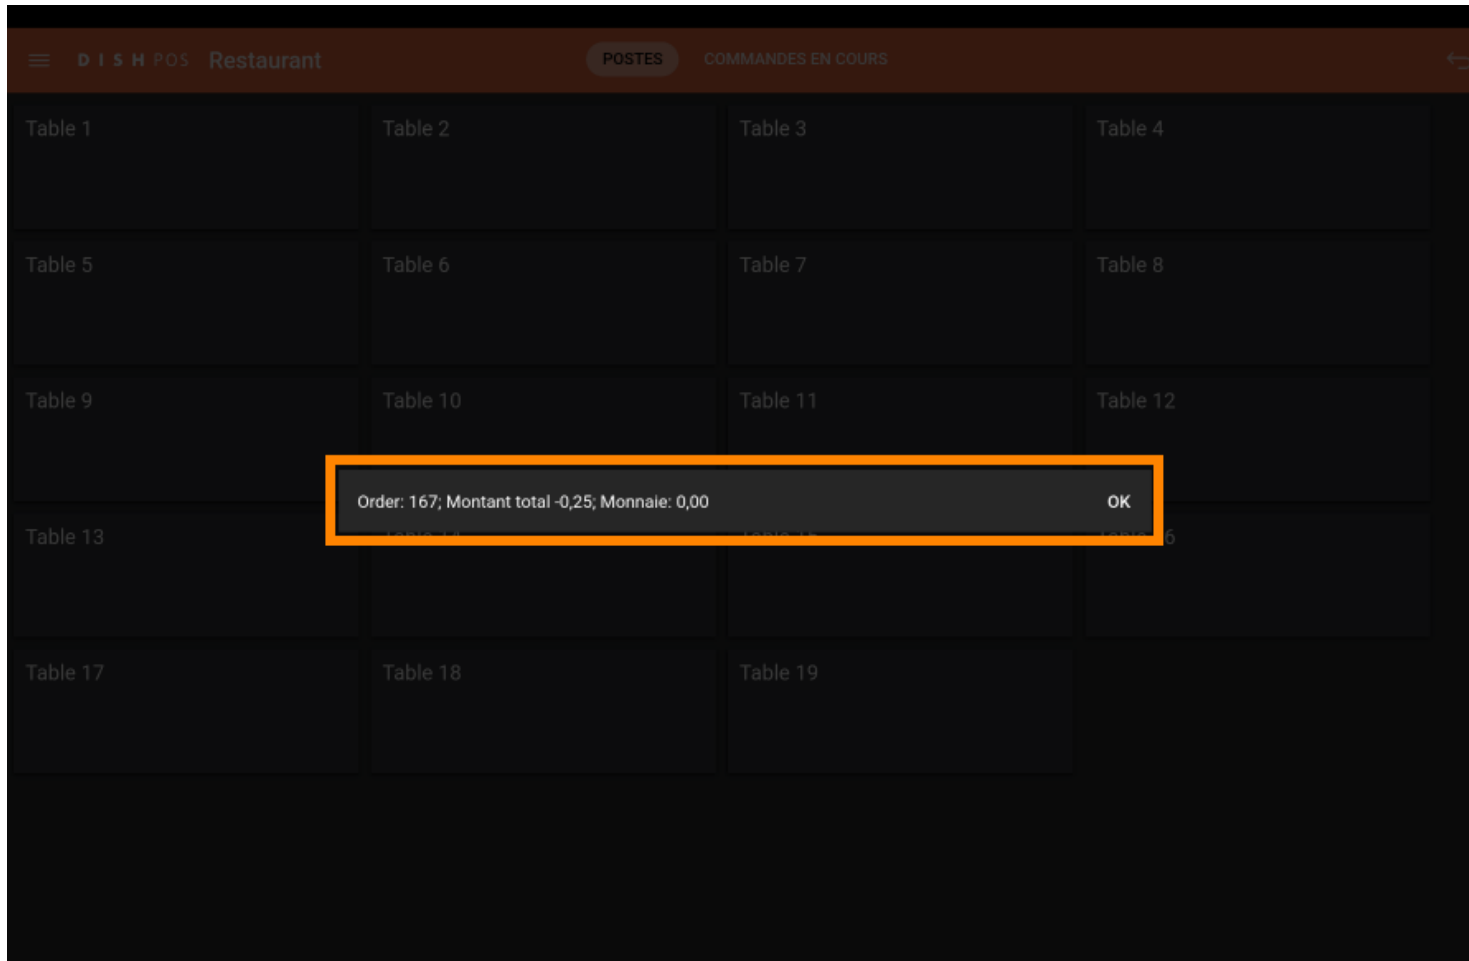 DISH POS Restaurant POSTES COMMANDES EN COURS
Table 1 Table 2 Table 3 Table 4
Table 5 Table 6 Table 7 Table 8
Table 9 Table 10 Table 11 Table 12
Order: 167; Montant total -0,25; Monnaie: 0,00 OK
Table 13
Table 17 Table 18 Table 19